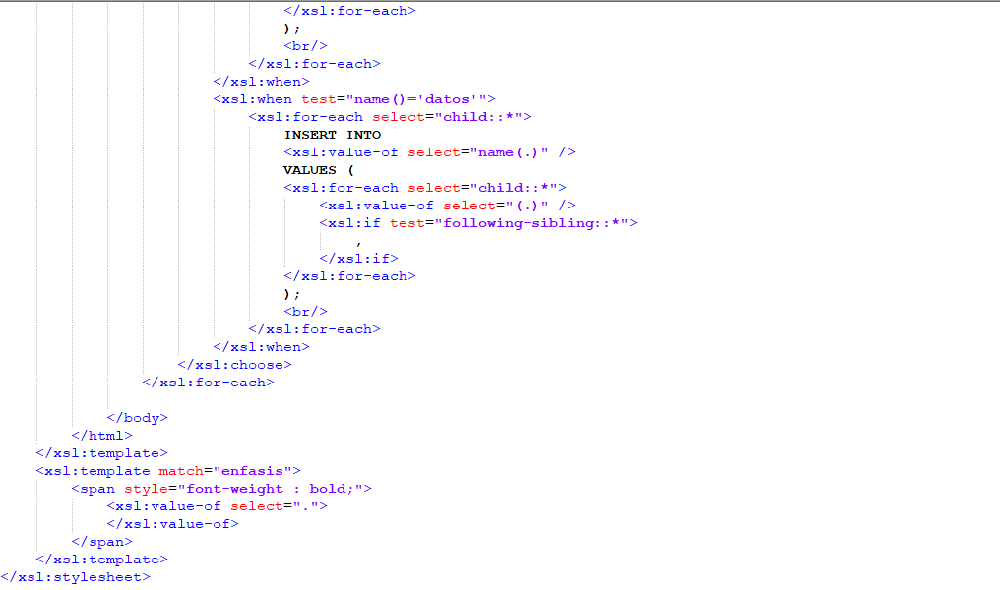 </xsl:for-each>
);
<br/>
</xsl:for-each>
</xsl:when>
<xsl:when test="name()='datos'">
<xsl:for-each select="child::*">
INSERT INTO
<xsl:value-of select="name(.)" />
VALUES (
<xsl:for-each select="child::*">
<xsl:value-of select="(.)" />
<xsl:if test="following-sibling::*">
,
</xsl:if>
</xsl:for-each>
);
<br/>
</xsl:for-each>
</xsl:when>
</xsl:choose>
</xsl:for-each>
</body>
</html>
</xsl:template>
<xsl:template match="enfasis">
<span style="font-weight : bold;">
<xsl:value-of select=".">
</xsl:value-of>
</span>
</xsl:template>
</xsl:stylesheet>